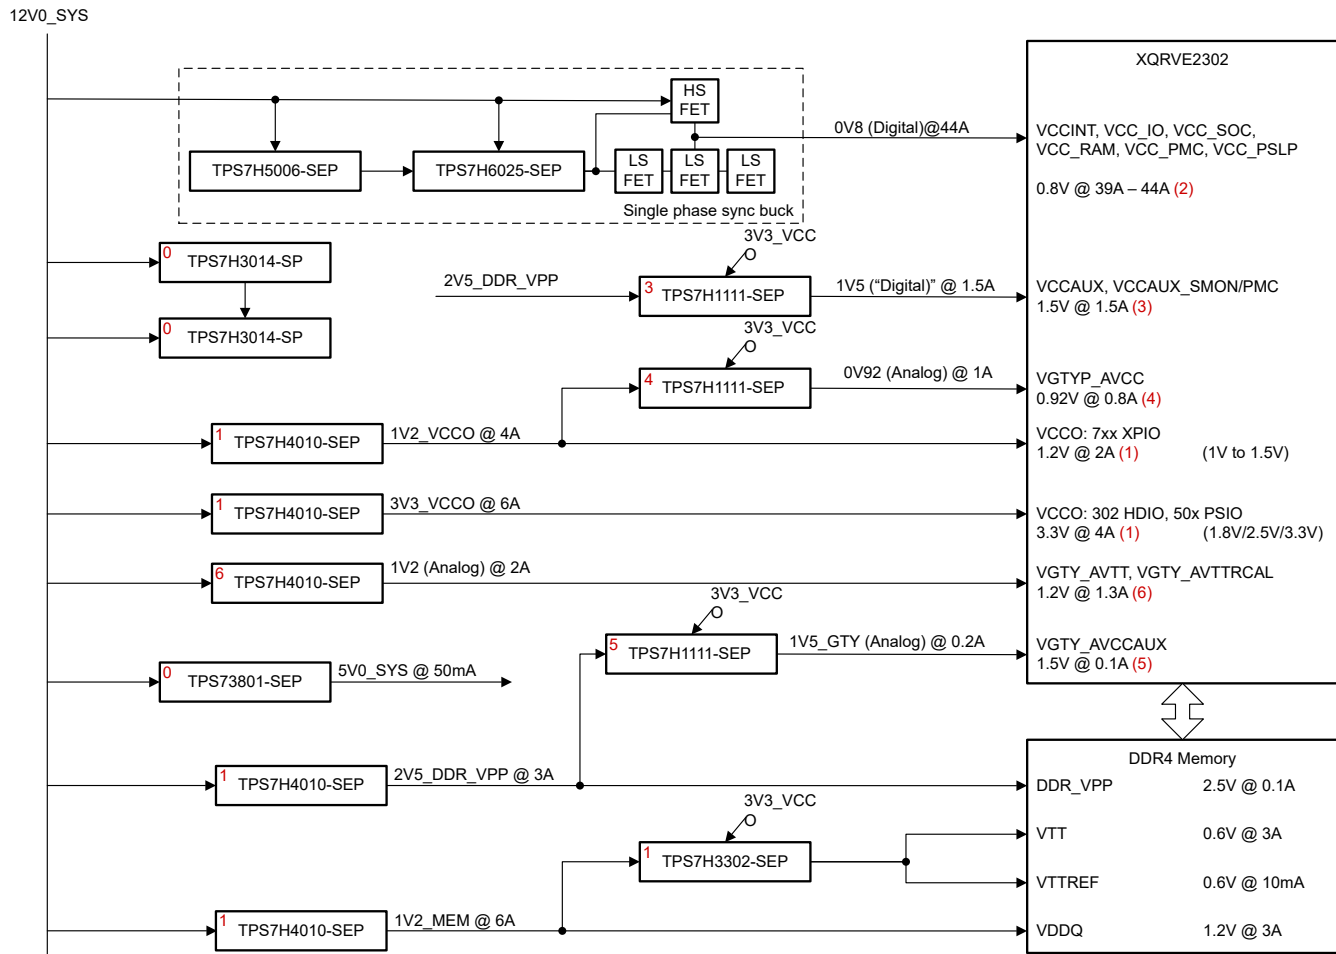 12V0_SYS
XQRVE2302
HS
FET
0V8 (Digital)@44A
VCCINT, VCC_IO, VCC_SOC,
VCC_RAM, VCC_PMC, VCC_PSLP
0.8V @ 39A – 44A (2)
TPS7H5006-SEP
TPS7H6025-SEP
LS
FET
LS
FET
LS
FET
Single phase sync buck
0
TPS7H3014-SP
0
TPS7H3014-SP
2V5_DDR_VPP
3V3_VCC
3
TPS7H1111-SEP
1V5 (“Digital)” @ 1.5A
VCCAUX, VCCAUX_SMON/PMC
1.5V @ 1.5A (3)
3V3_VCC
4
TPS7H1111-SEP
0V92 (Analog) @ 1A
VGTYP_AVCC
0.92V @ 0.8A (4)
1
TPS7H4010-SEP
1V2_VCCO @ 4A
VCCO: 7xx XPIO
1.2V @ 2A (1) (1V to 1.5V)
1
TPS7H4010-SEP
3V3_VCCO @ 6A
VCCO: 302 HDIO, 50x PSIO
3.3V @ 4A (1) (1.8V/2.5V/3.3V)
6
TPS7H4010-SEP
1V2 (Analog) @ 2A
VGTY_AVTT, VGTY_AVTTRCAL
1.2V @ 1.3A (6)
3V3_VCC
5
TPS7H1111-SEP
1V5_GTY (Analog) @ 0.2A
VGTY_AVCCAUX
1.5V @ 0.1A (5)
0
TPS73801-SEP
5V0_SYS @ 50mA
1
TPS7H4010-SEP
2V5_DDR_VPP @ 3A
DDR4 Memory
DDR_VPP 2.5V @ 0.1A
3V3_VCC
1
TPS7H3302-SEP
VTT 0.6V @ 3A
VTTREF 0.6V @ 10mA
1
TPS7H4010-SEP
1V2_MEM @ 6A
VDDQ 1.2V @ 3A